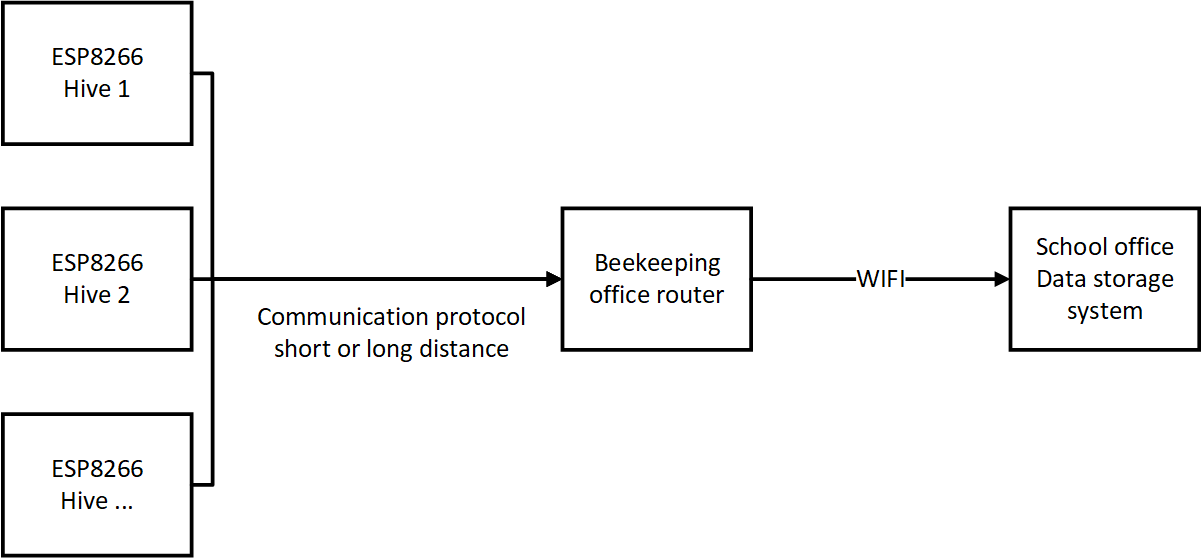 ESP8266
Hive 1
ESP8266
Hive 2
ESP8266
Hive ...
Communication protocol
short or long distance
Beekeeping
office router
WIFI
School office
Data storage
system